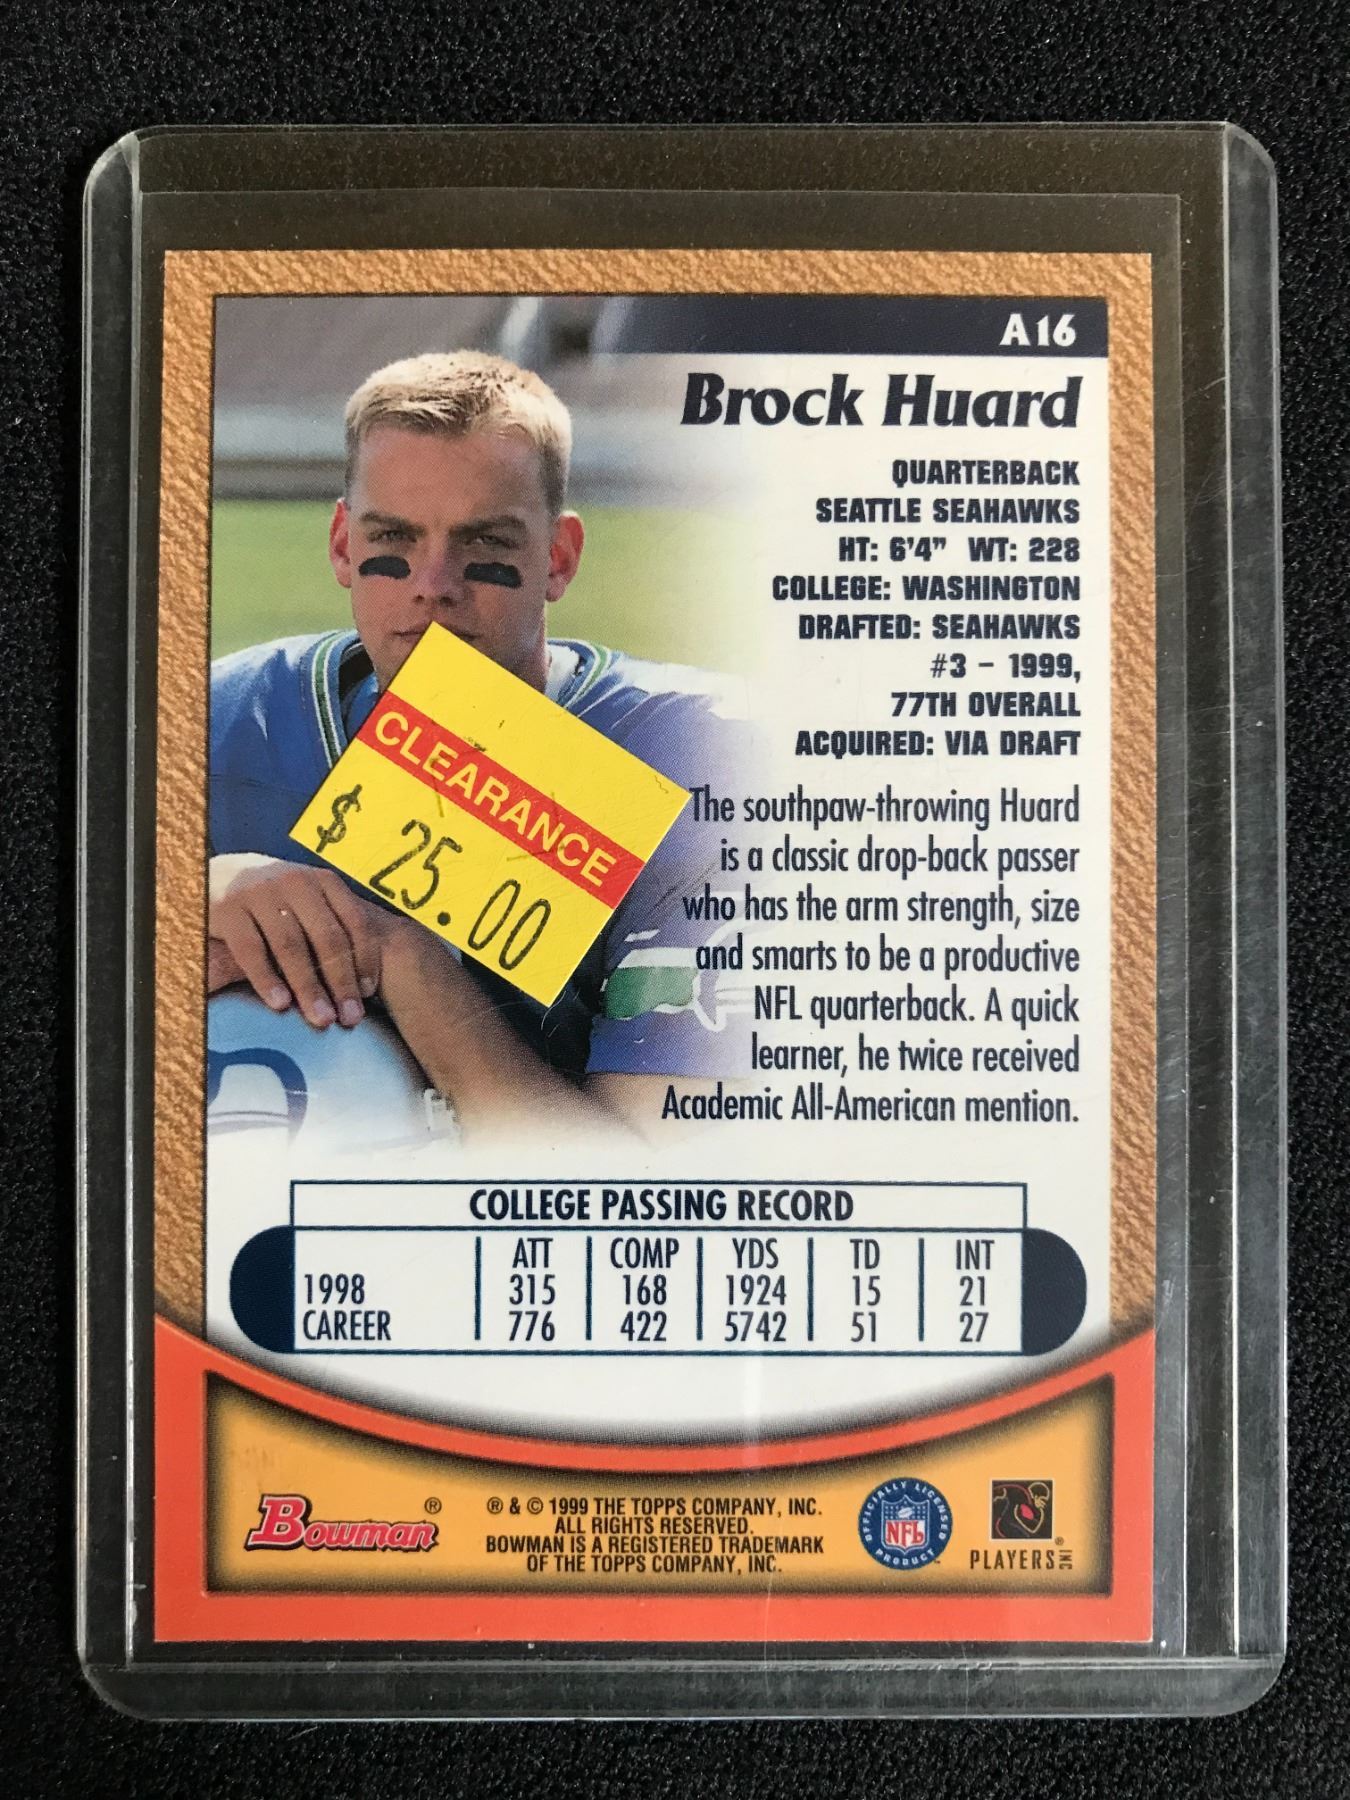 A16
Brock Huard
QUARTERBACK
SEATTLE SEAHAWKS
HT: 6'4" WT: 228
COLLEGE: WASHINGTON
DRAFTED: SEAHAWKS
#3 – 1999,
77TH OVERALL
ACQUIRED: VIA DRAFT
The southpaw-throwing Huard
is a classic drop-back passer
who has the arm strength, size
and smarts to be a productive
NFL quarterback. A quick
learner, he twice received
Academic All-American mention.
CLEARANCE
$ 25.00
COLLEGE PASSING RECORD
ATT COMP YDS TD INT
1998 315 168 1924 15 21
CAREER 776 422 5742 51 27
Bowman ®
® & © 1999 THE TOPPS COMPANY, INC.
ALL RIGHTS RESERVED.
BOWMAN IS A REGISTERED TRADEMARK
OF THE TOPPS COMPANY, INC.
OFFICIALLY LICENSED
NFL
PRODUCT ™
PLAYERS INC ®